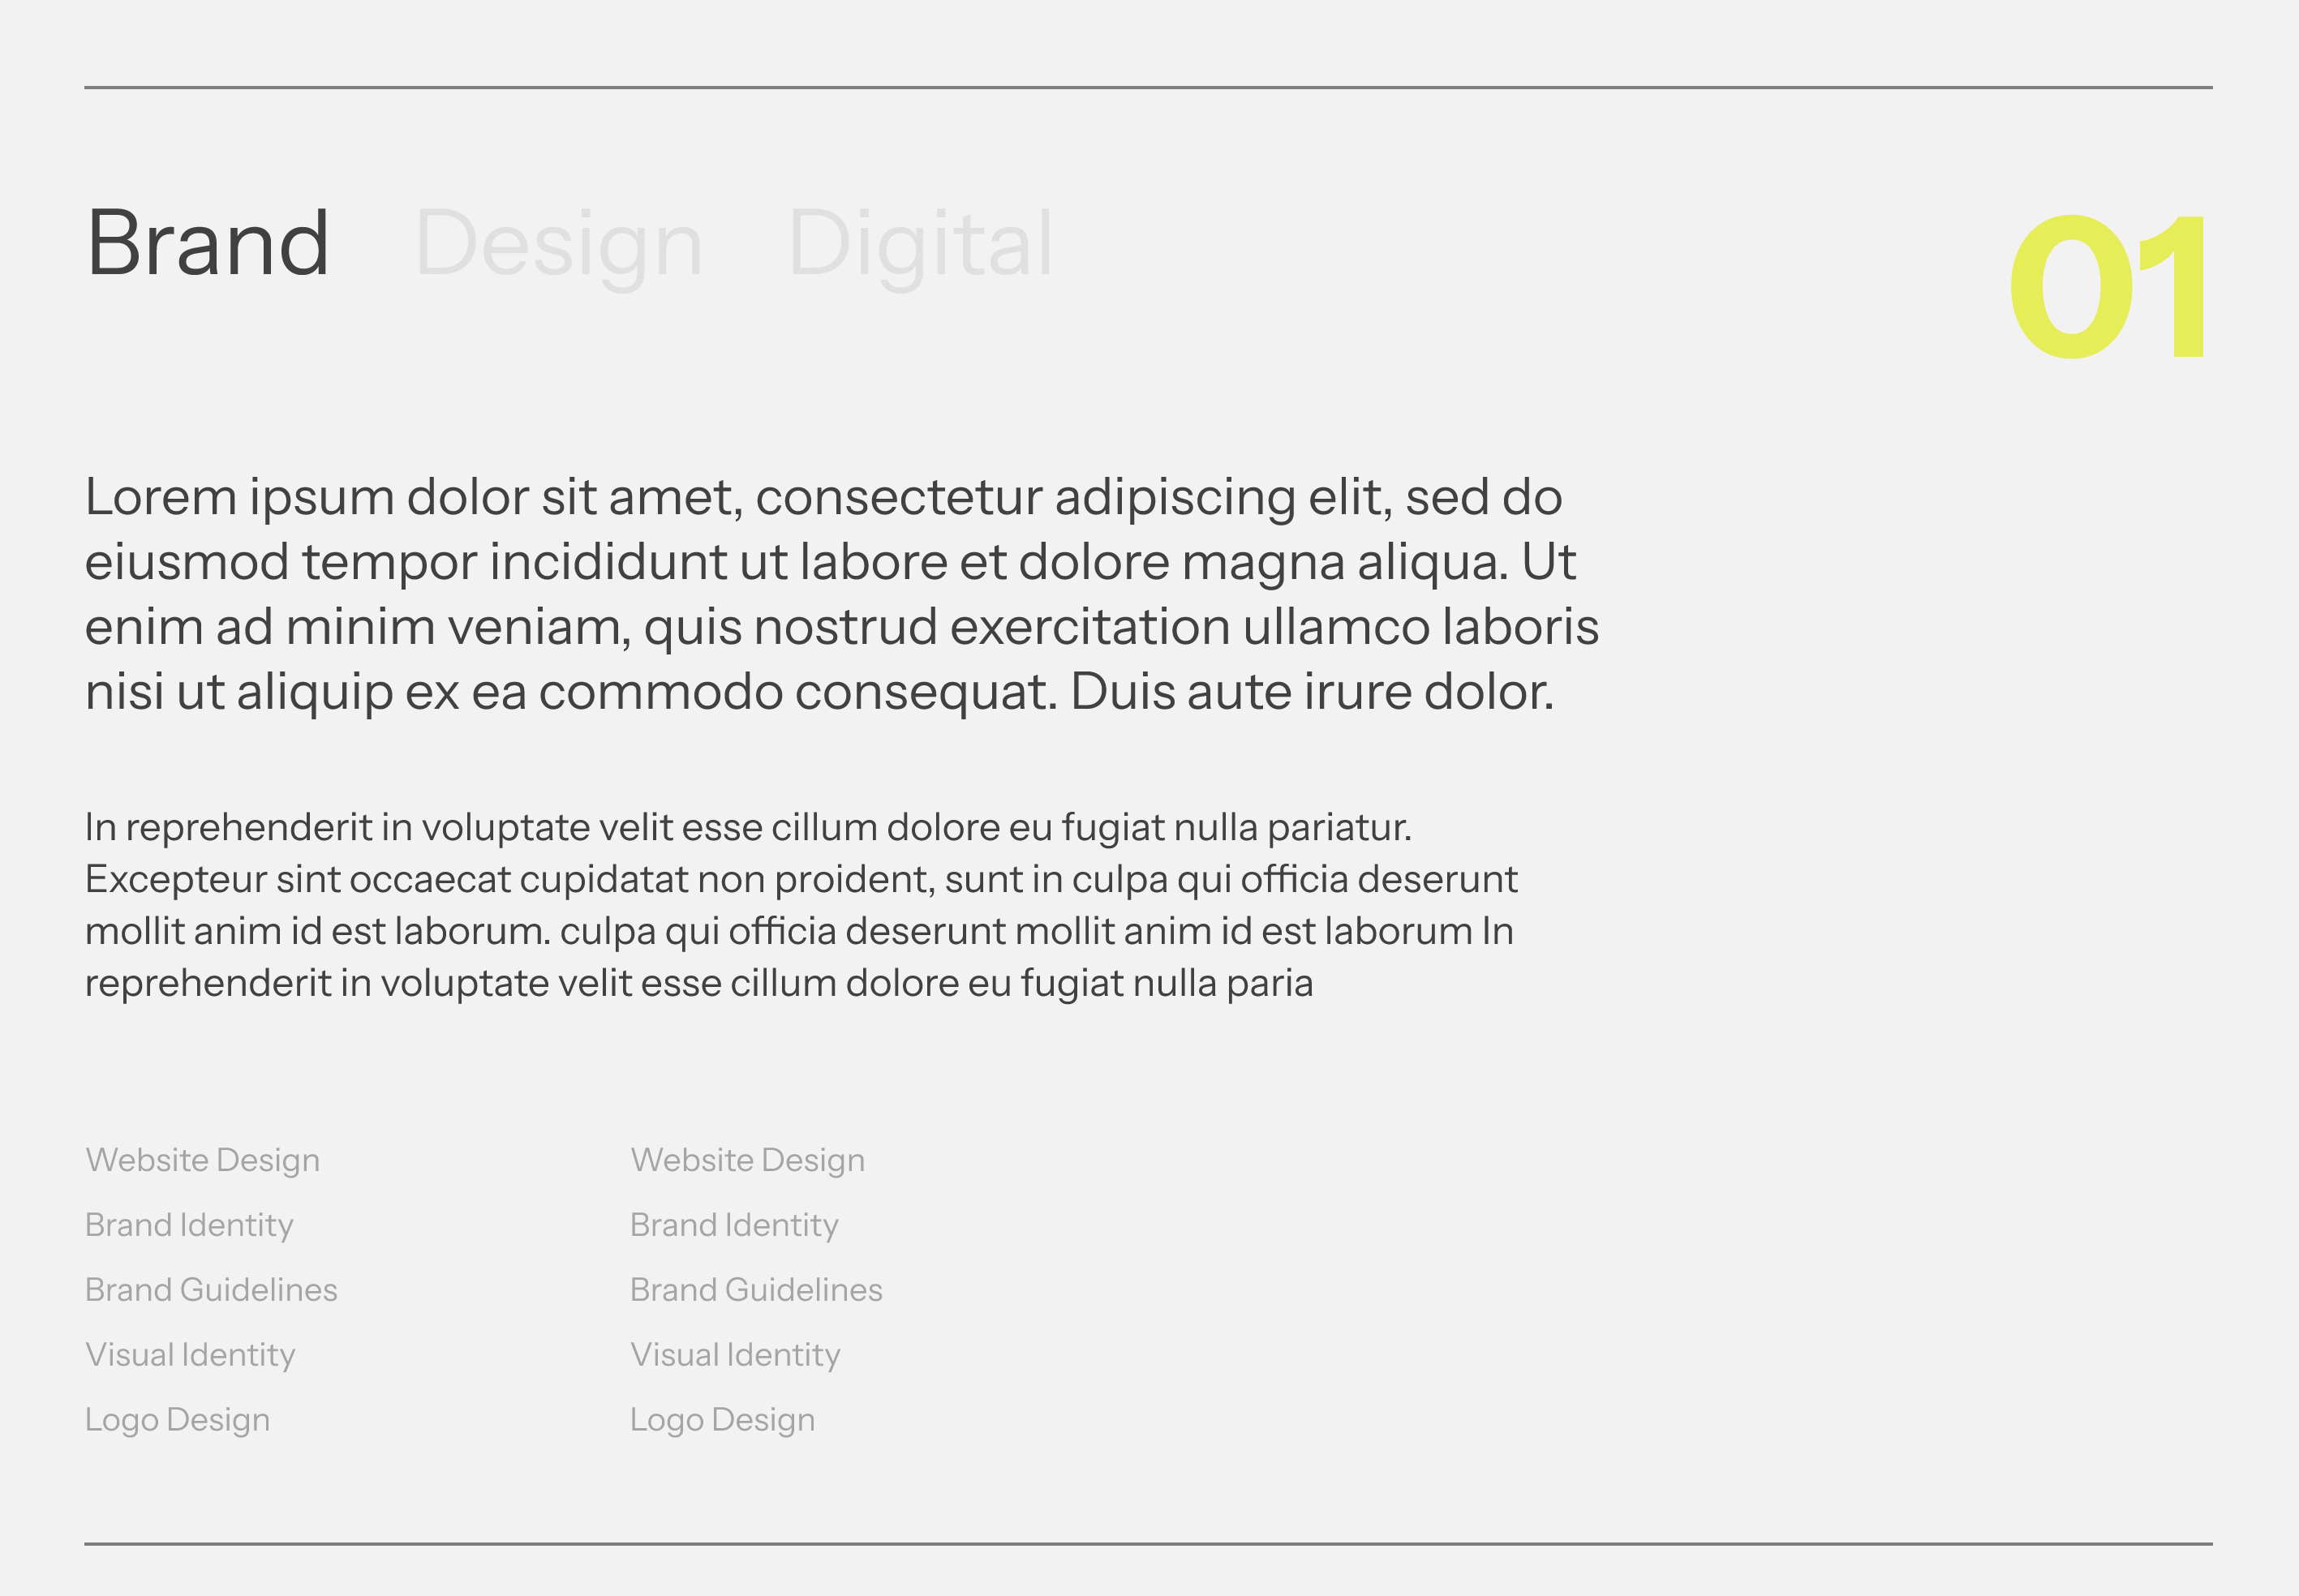 Brand Design Digital
01
Lorem ipsum dolor sit amet, consectetur adipiscing elit, sed do
eiusmod tempor incididunt ut labore et dolore magna aliqua. Ut
enim ad minim veniam, quis nostrud exercitation ullamco laboris
nisi ut aliquip ex ea commodo consequat. Duis aute irure dolor.
In reprehenderit in voluptate velit esse cillum dolore eu fugiat nulla pariatur.
Excepteur sint occaecat cupidatat non proident, sunt in culpa qui officia deserunt
mollit anim id est laborum. culpa qui officia deserunt mollit anim id est laborum In
reprehenderit in voluptate velit esse cillum dolore eu fugiat nulla paria
Website Design
Brand Identity
Brand Guidelines
Visual Identity
Logo Design
Website Design
Brand Identity
Brand Guidelines
Visual Identity
Logo Design